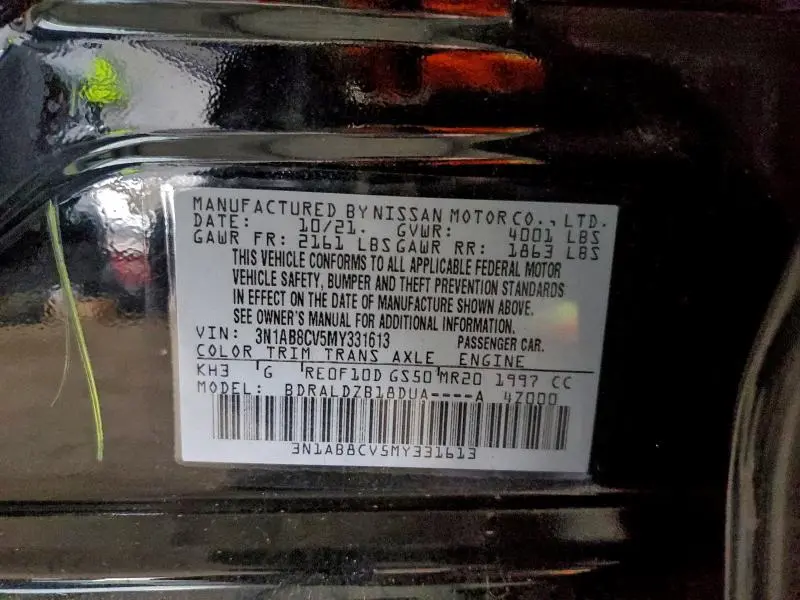 MANUFACTURED BY NISSAN MOTOR CO., LTD.
DATE: 10/21. GVWR: 4001 LBS
GAWR FR: 2161 LBS GAWR RR: 1863 LBS
THIS VEHICLE CONFORMS TO ALL APPLICABLE FEDERAL MOTOR
VEHICLE SAFETY, BUMPER AND THEFT PREVENTION STANDARDS
IN EFFECT ON THE DATE OF MANUFACTURE SHOWN ABOVE.
SEE OWNER'S MANUAL FOR ADDITIONAL INFORMATION.
VIN: 3N1AB8CV5MY331613 PASSENGER CAR.
COLOR TRIM TRANS AXLE ENGINE
KH3 G RE0F10D GS50 MR20 1997 CC
MODEL: BDRALDZB18DUA----A 4Z000
3N1AB8CV5MY331613